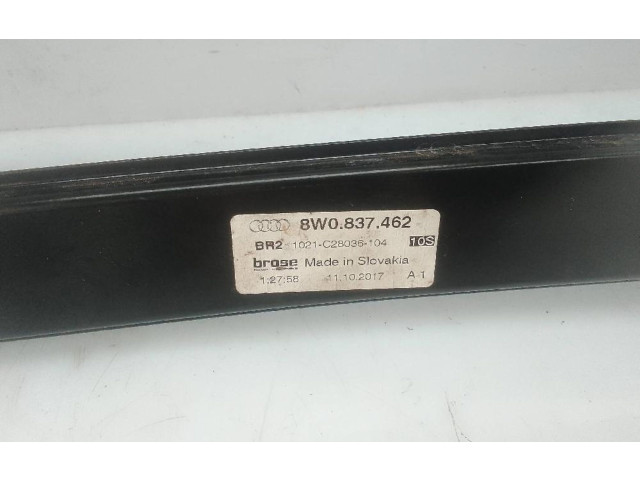 8W0.837.462
BR2 1021-C28036-104 10S
brose Made in Slovakia
1:27:58 11.10.2017 A 1